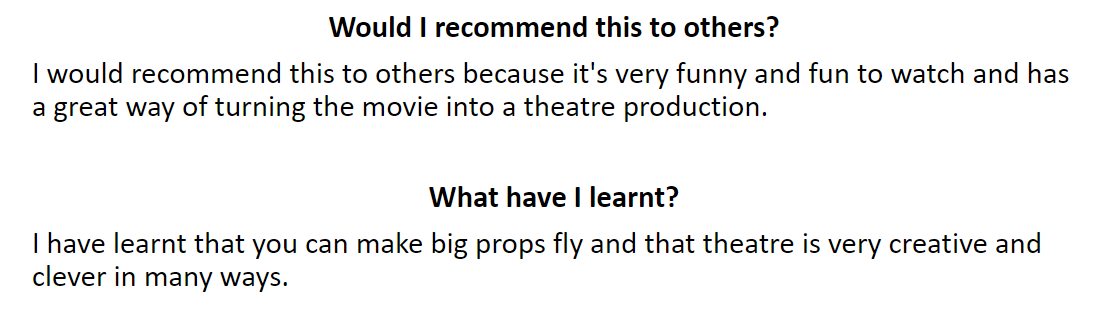 Would I recommend this to others?
I would recommend this to others because it's very funny and fun to watch and has
a great way of turning the movie into a theatre production.
What have I learnt?
I have learnt that you can make big props fly and that theatre is very creative and
clever in many ways.